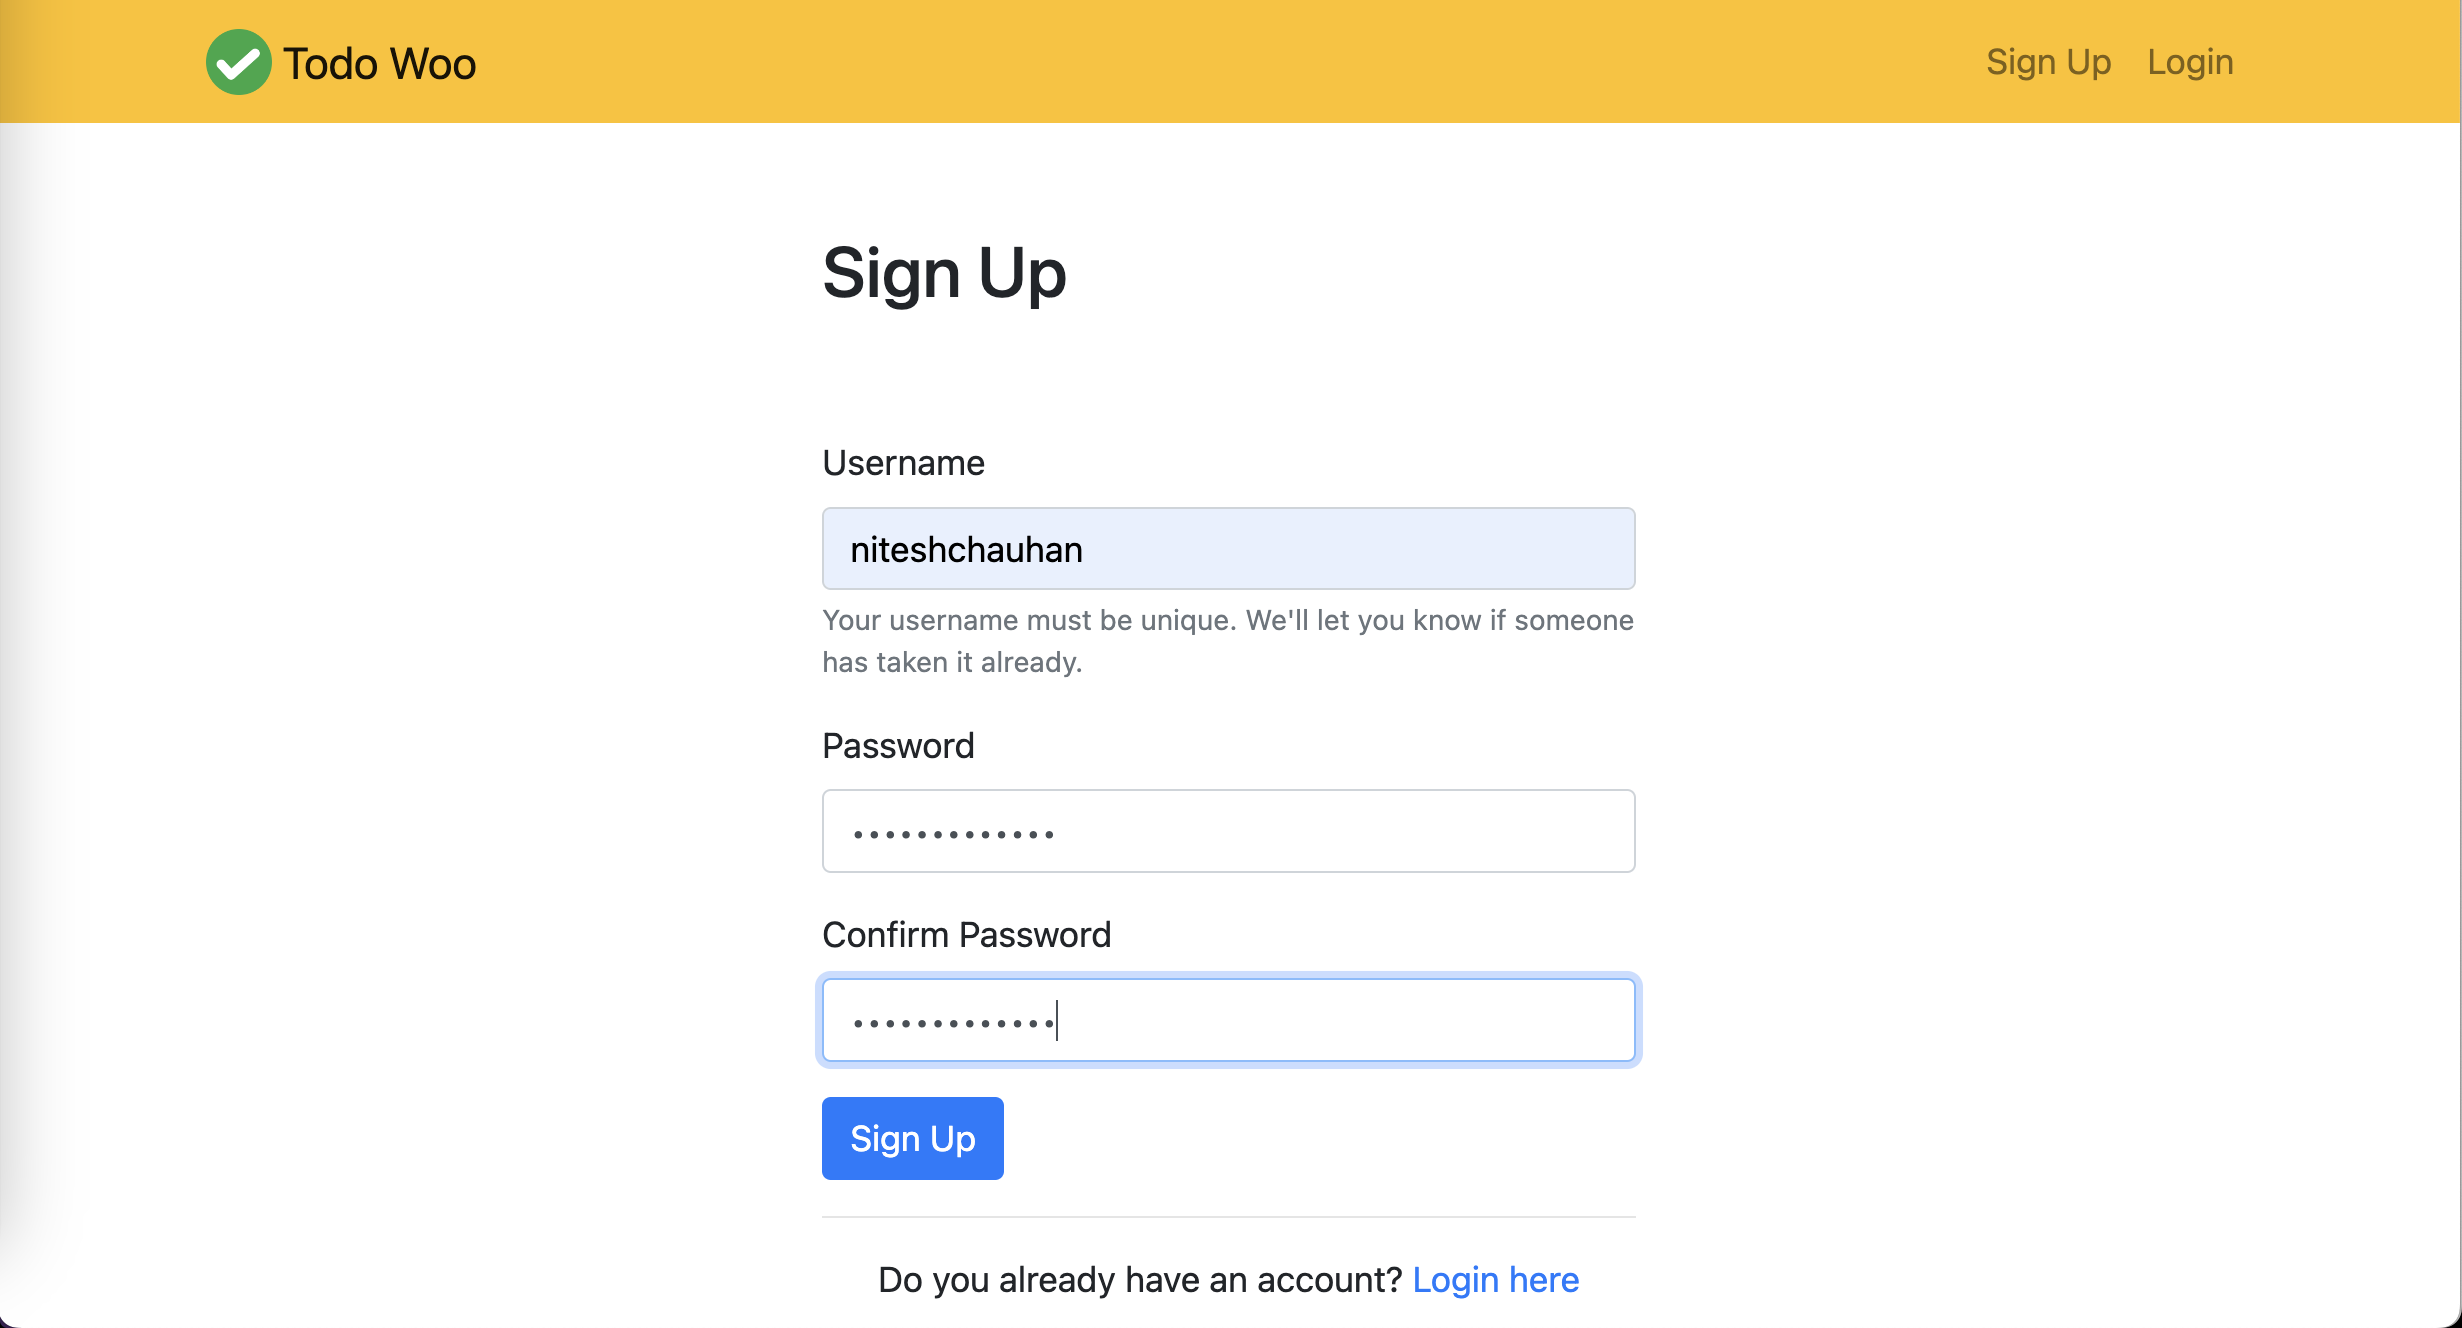 Todo Woo
Sign Up
Login
Sign Up
Username
niteshchauhan
Your username must be unique. We'll let you know if someone
has taken it already.
Password
•••••••••••••
Confirm Password
•••••••••••••
Sign Up
Do you already have an account? Login here